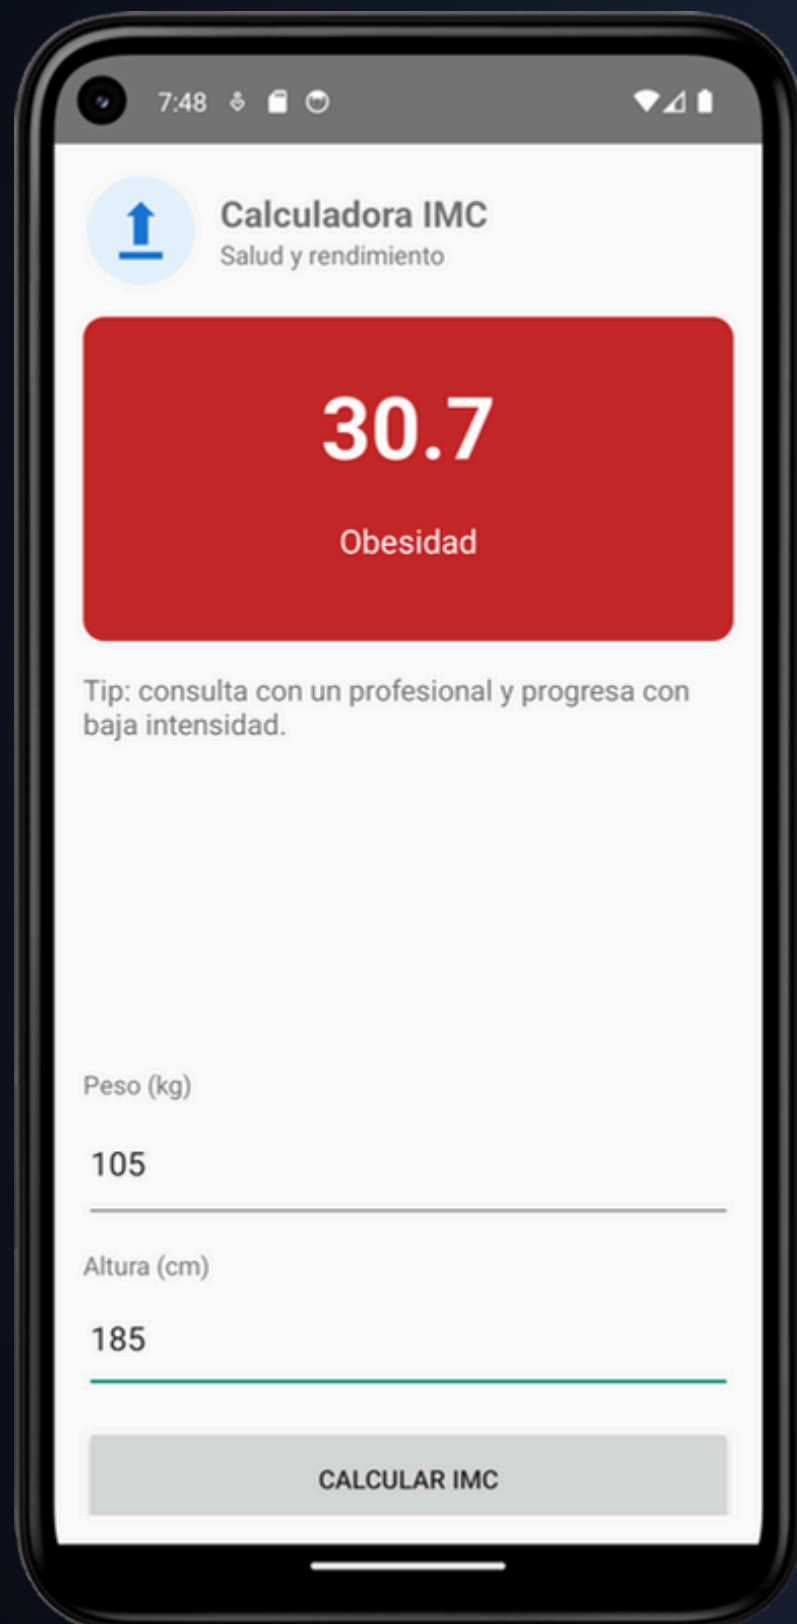 7:48
Calculadora IMC
Salud y rendimiento
30.7
Obesidad
Tip: consulta con un profesional y progresa con
baja intensidad.
Peso (kg)
105
Altura (cm)
185
CALCULAR IMC